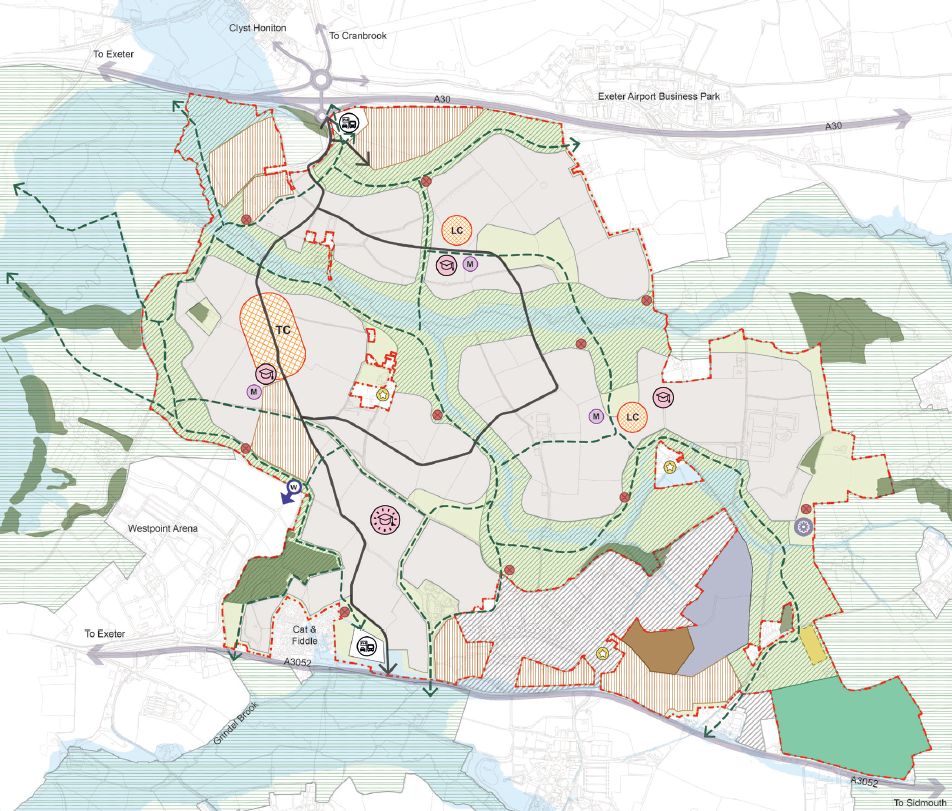 Clyst Honiton
To Cranbrook
To Exeter
A30
Exeter Airport Business Park
A30
LC
M
TC
M
M
LC
W
Westpoint Arena
Cat &
Fiddle
To Exeter
A3052
Grindel Brook
A3052
To Sidmouth